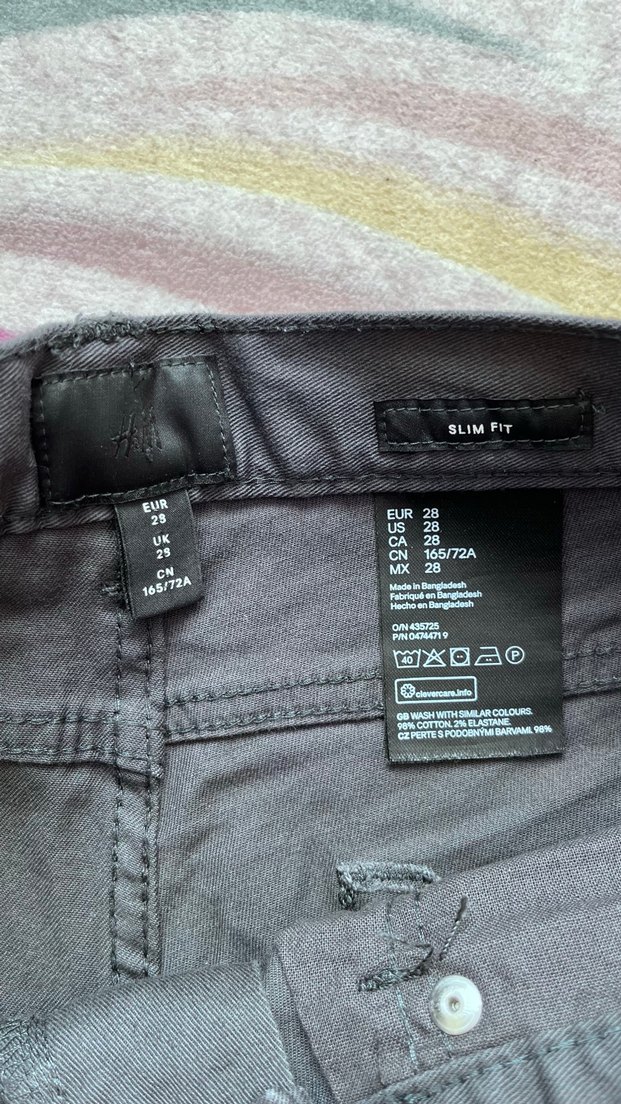 H&M
EUR
28
UK
28
CN
165/72A
SLIM FIT
EUR 28
US 28
CA 28
CN 165/72A
MX 28
Made in Bangladesh
Fabriqué en Bangladesh
Hecho en Bangladesh
O/N 435725
P/N 0474471 9
40
P
clevercare.info
GB WASH WITH SIMILAR COLOURS.
98% COTTON. 2% ELASTANE.
CZ PERTE S PODOBNÝMI BARVAMI. 98%